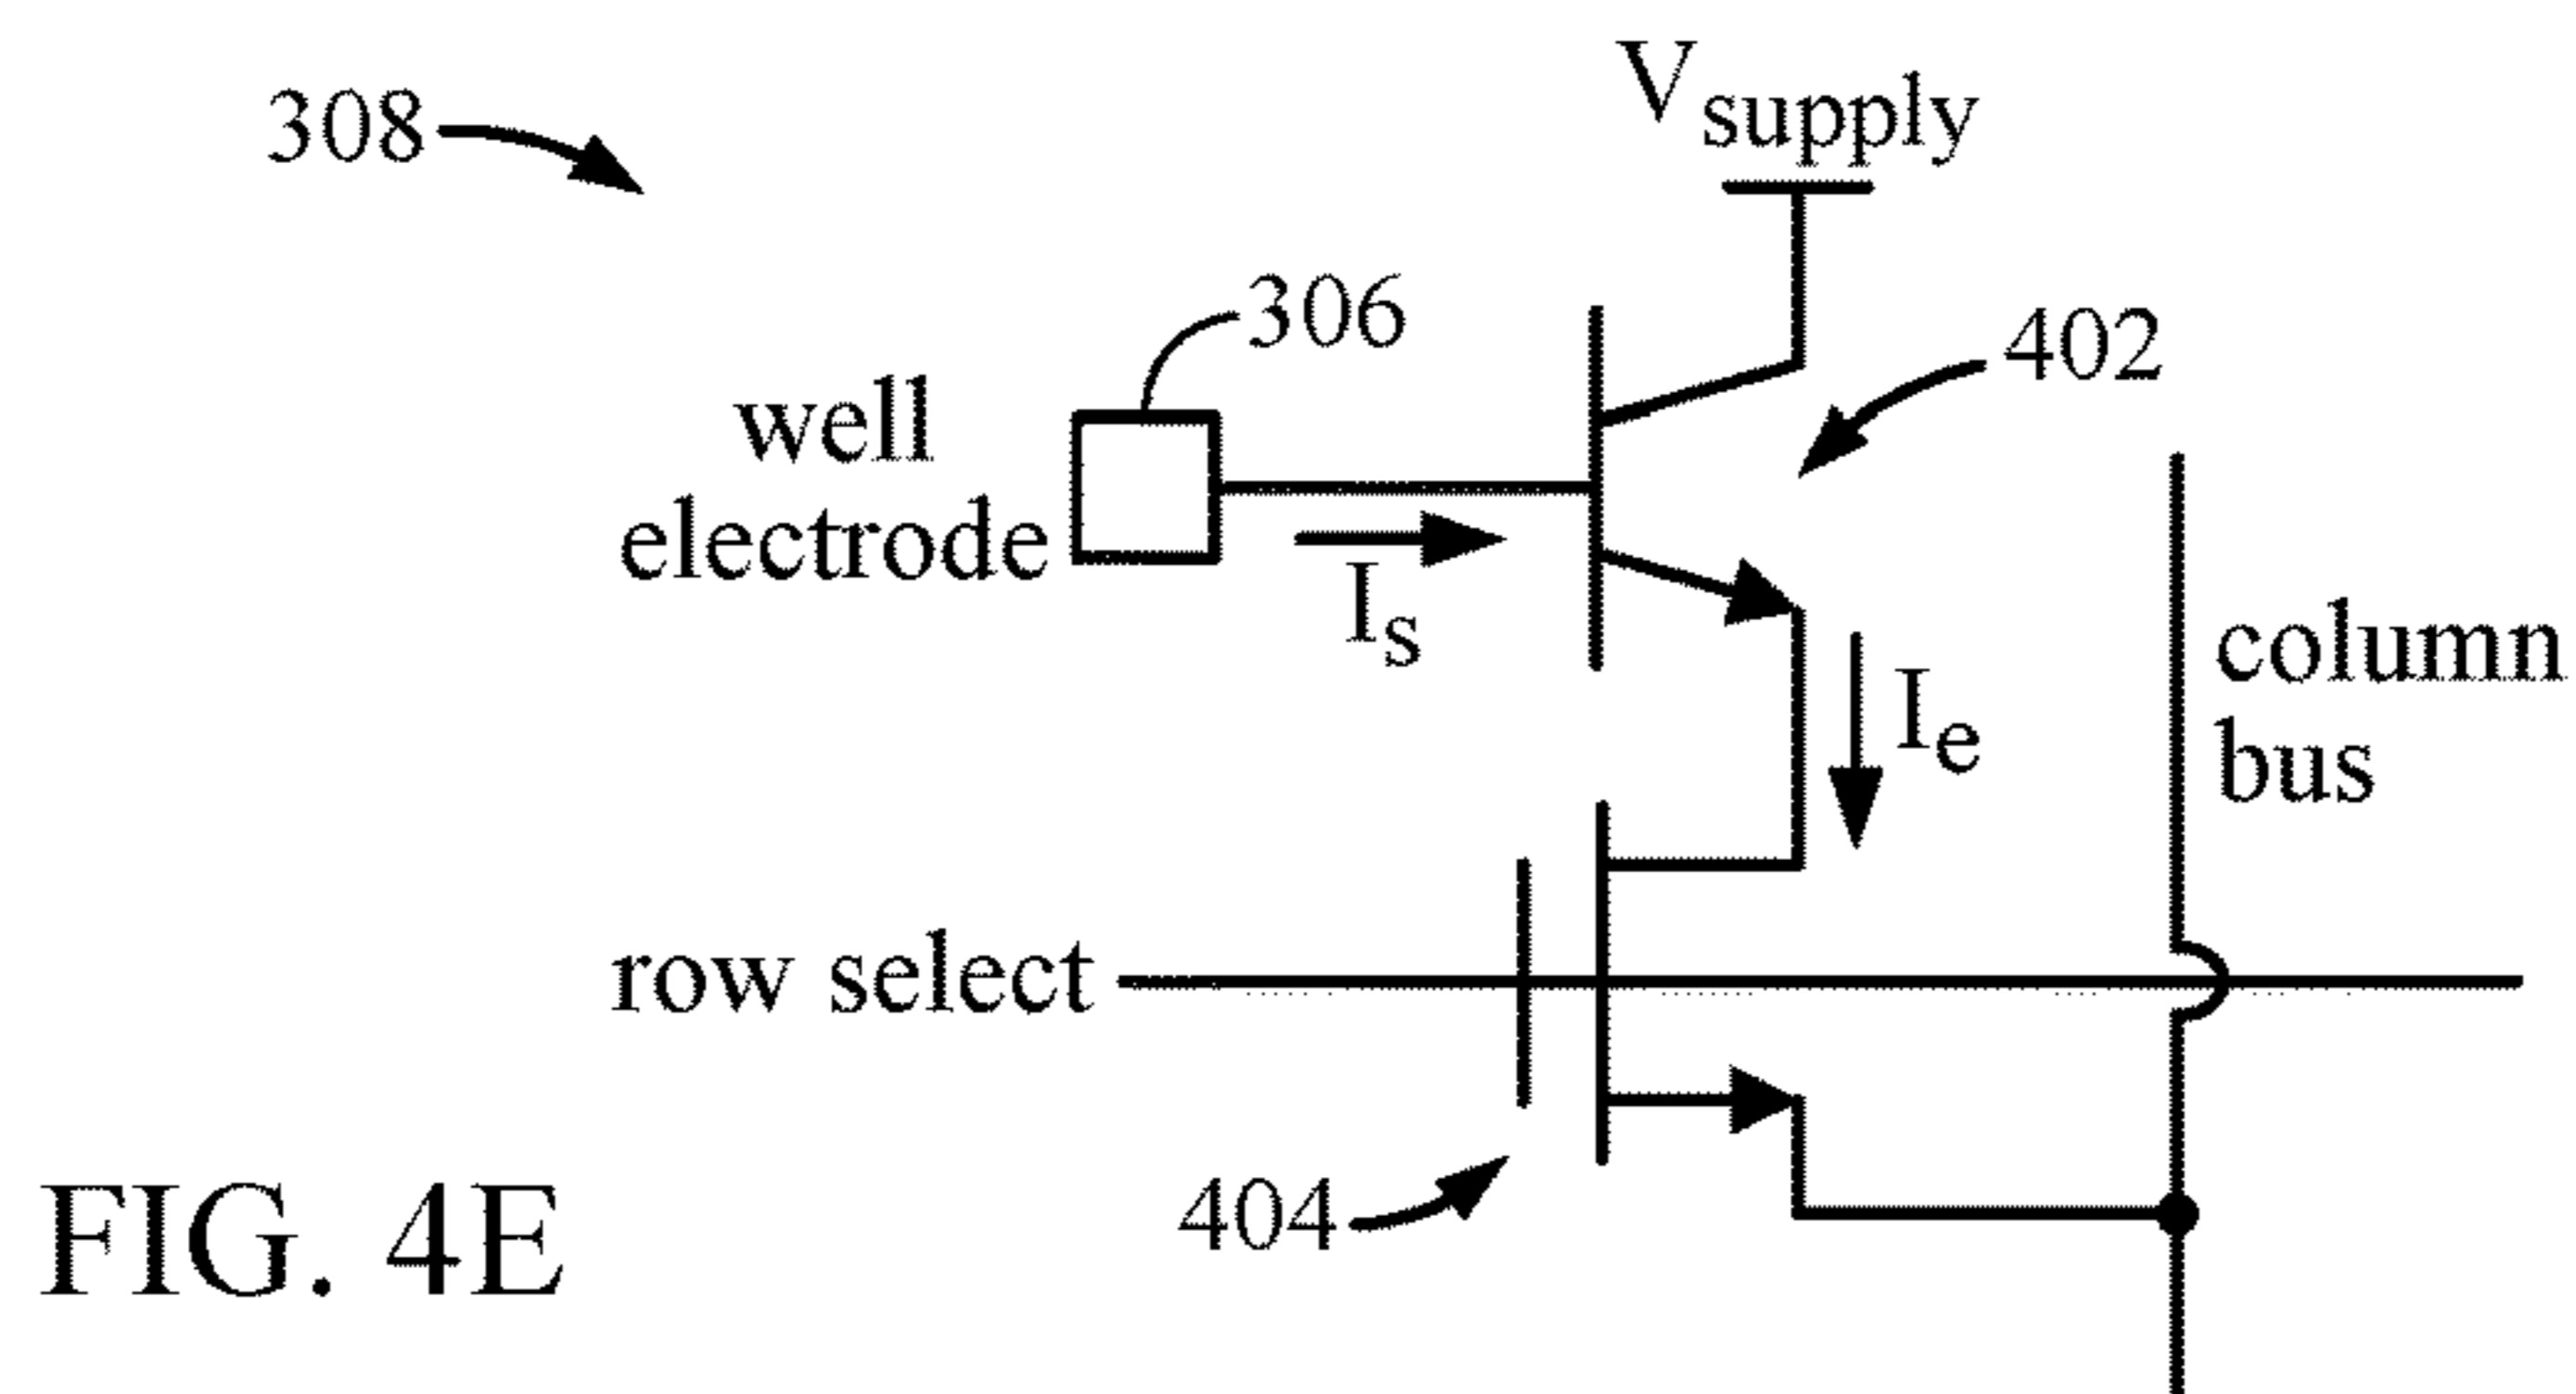 308
Vsupply
306
402
well
electrode
Is
column
bus
Ie
row select
404
FIG. 4E